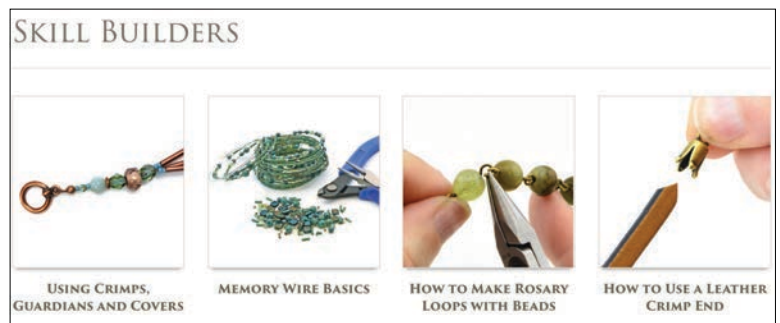 SKILL BUILDERS
USING CRIMPS,
GUARDIANS AND COVERS
MEMORY WIRE BASICS
HOW TO MAKE ROSARY
LOOPS WITH BEADS
HOW TO USE A LEATHER
CRIMP END